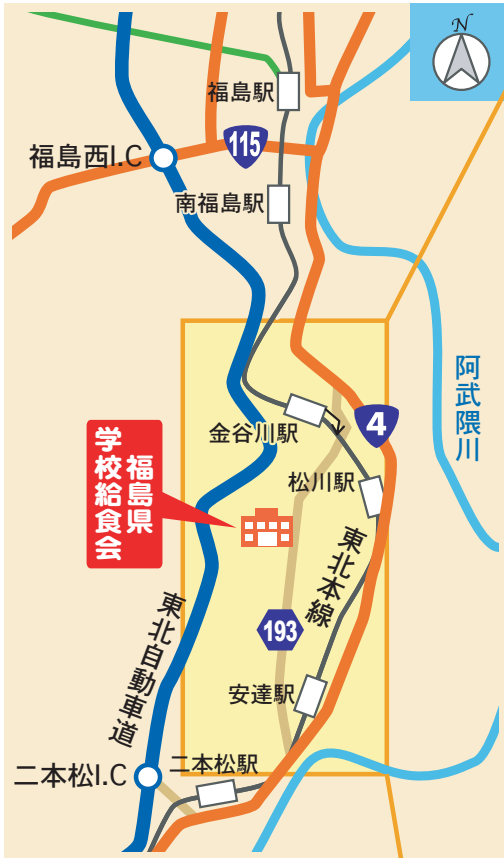 N
福島駅
115
福島西I.C
南福島駅
阿武隈川
4
金谷川駅
福島県
学校給食会
松川駅
東北本線
193
東北自動車道
安達駅
二本松駅
二本松I.C